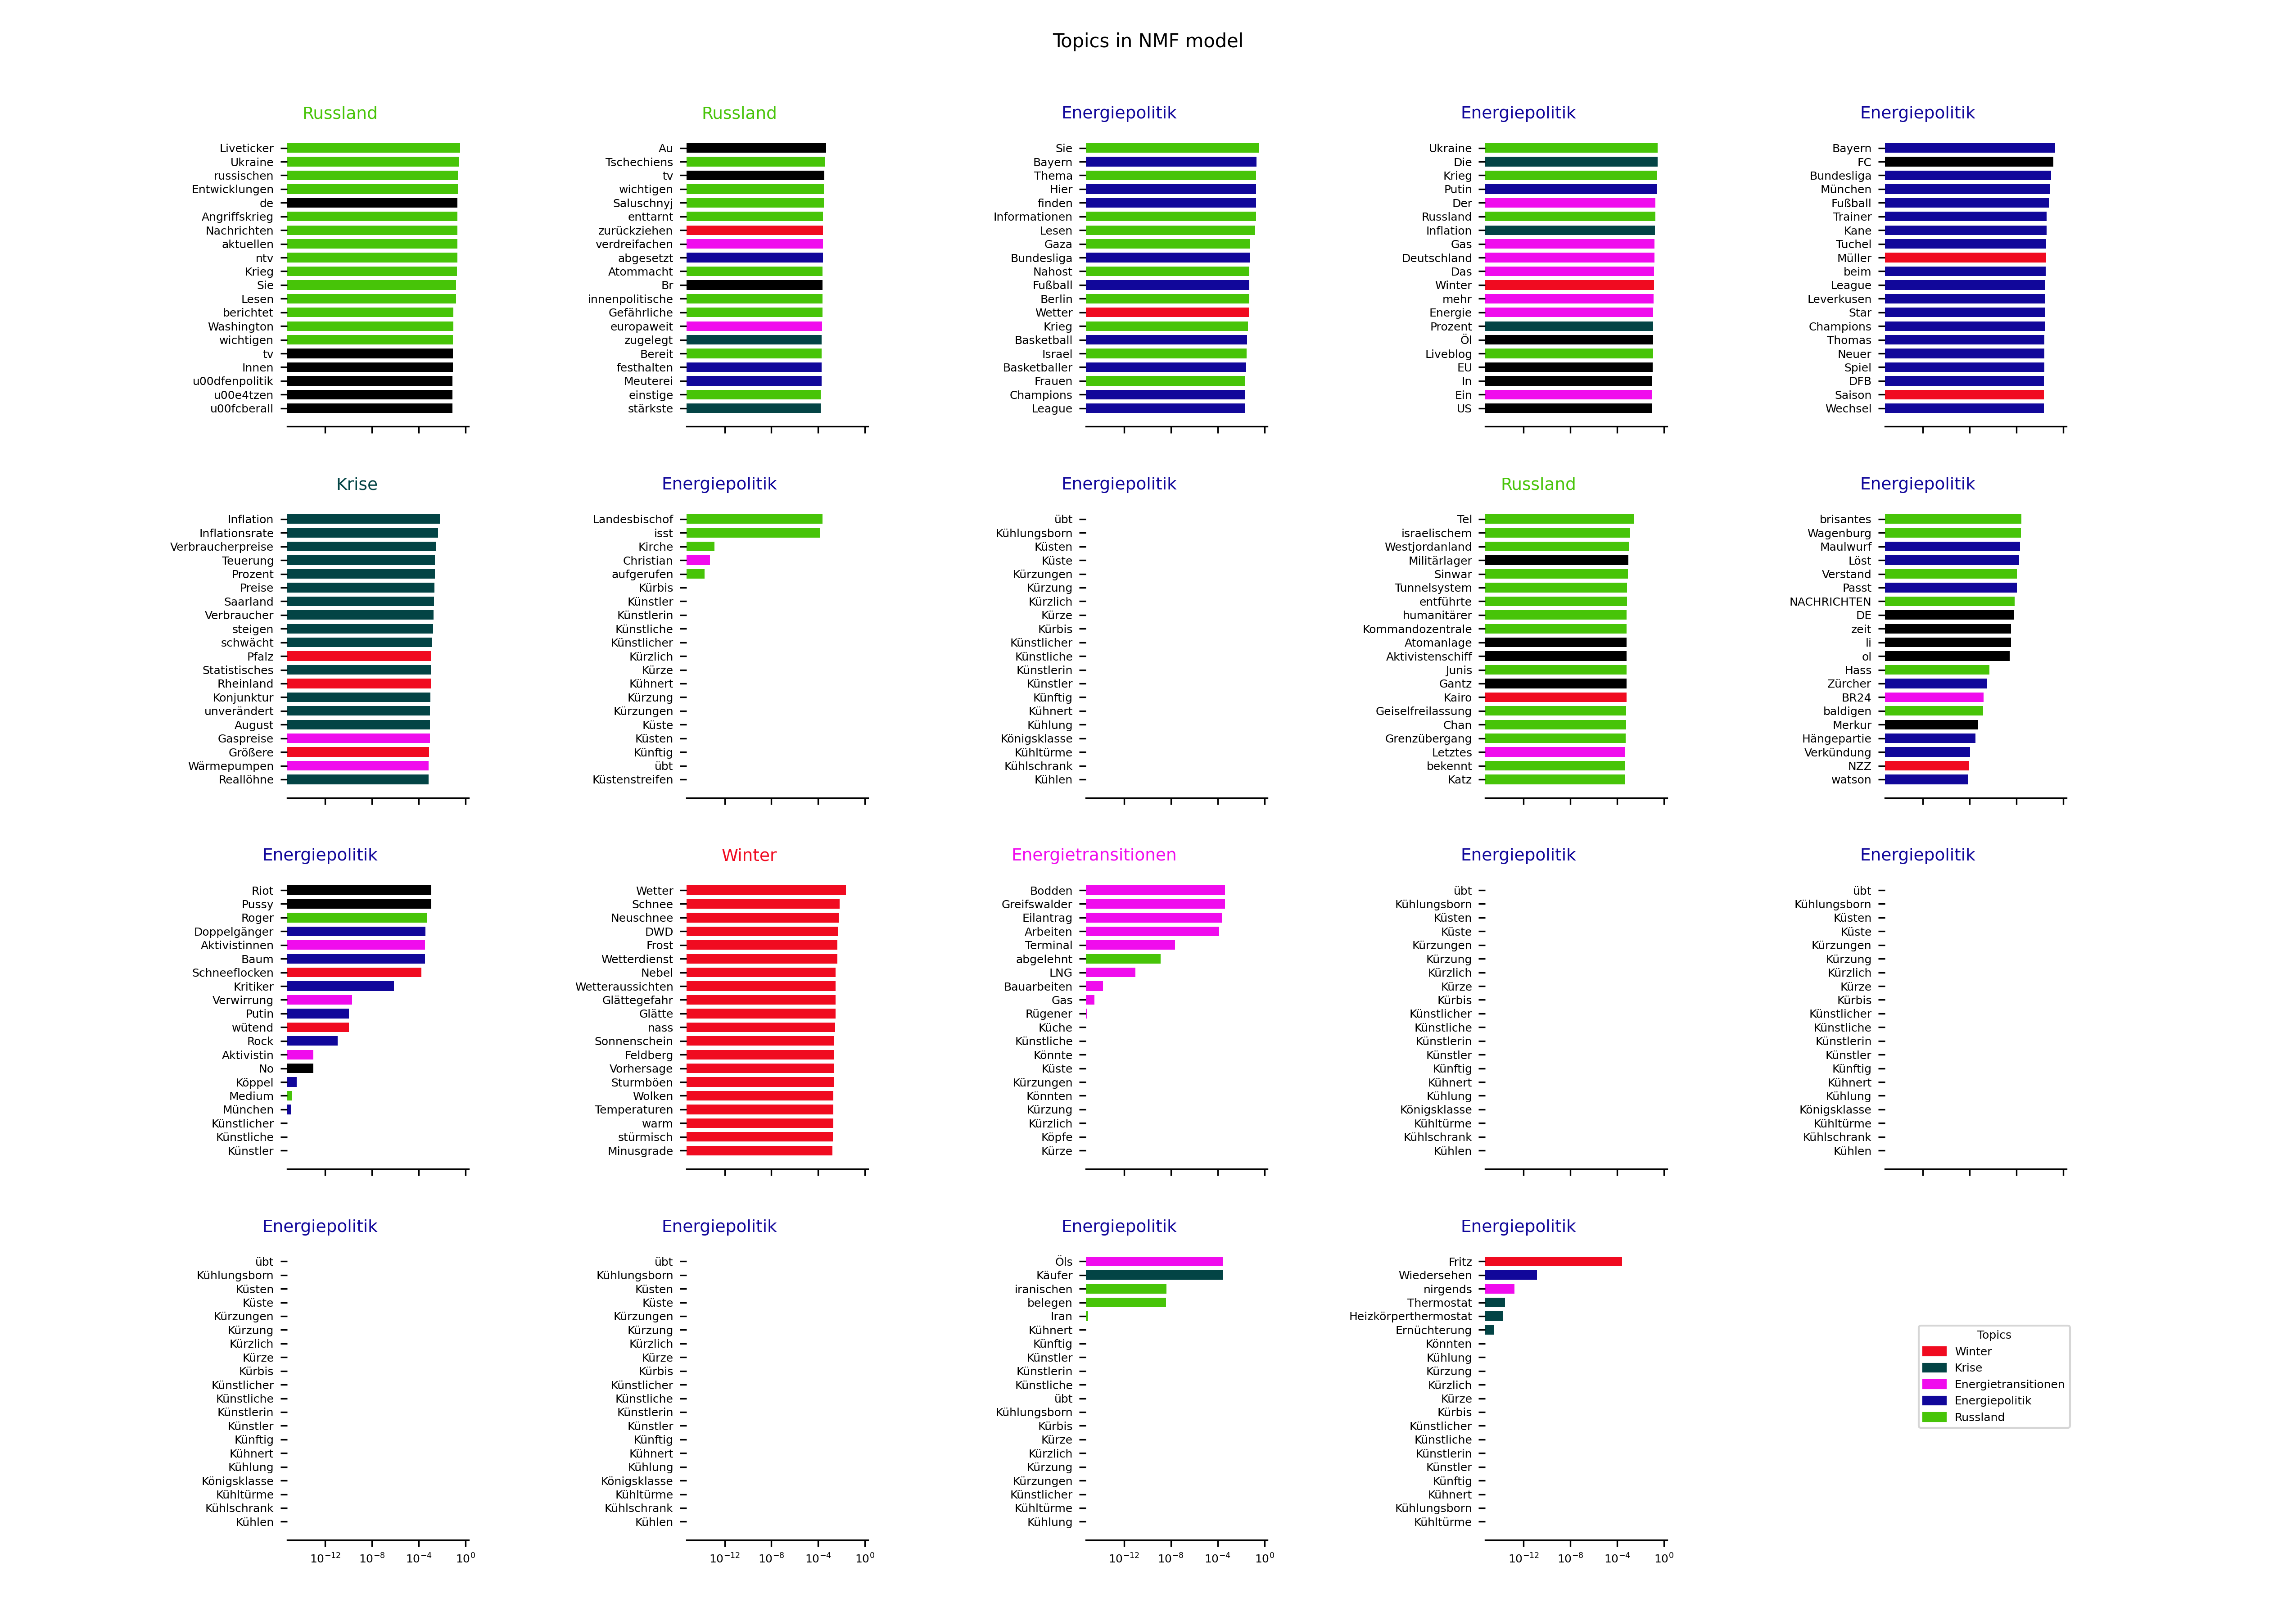 Topics in NMF model
Russland
Liveticker
Ukraine
russischen
Entwicklungen
de
Angriffskrieg
Nachrichten
aktuellen
ntv
Krieg
Sie
Lesen
berichtet
Washington
wichtigen
tv
Innen
u00dfenpolitik
u00e4tzen
u00fcberall
Russland
Au
Tschechiens
tv
wichtigen
Saluschnyj
enttarnt
zurückziehen
verdreifachen
abgesetzt
Atommacht
Br
innenpolitische
Gefährliche
europaweit
zugelegt
Bereit
festhalten
Meuterei
einstige
stärkste
Energiepolitik
Sie
Bayern
Thema
Hier
finden
Informationen
Lesen
Gaza
Bundesliga
Nahost
Fußball
Berlin
Wetter
Krieg
Basketball
Israel
Basketballer
Frauen
Champions
League
Energiepolitik
Ukraine
Die
Krieg
Putin
Der
Russland
Inflation
Gas
Deutschland
Das
Winter
mehr
Energie
Prozent
Öl
Liveblog
EU
In
Ein
US
Energiepolitik
Bayern
FC
Bundesliga
München
Fußball
Trainer
Kane
Tuchel
Müller
beim
League
Leverkusen
Star
Champions
Thomas
Neuer
Spiel
DFB
Saison
Wechsel
Krise
Inflation
Inflationsrate
Verbraucherpreise
Teuerung
Prozent
Preise
Saarland
Verbraucher
steigen
schwächt
Pfalz
Statistisches
Rheinland
Konjunktur
unverändert
August
Gaspreise
Größere
Wärmepumpen
Reallöhne
Energiepolitik
Landesbischof
isst
Kirche
Christian
aufgerufen
Kürbis
Künstler
Künstlerin
Künstliche
Künstlicher
Kürzlich
Kürze
Kühnert
Kürzung
Kürzungen
Küste
Küsten
Künftig
übt
Küstenstreifen
Energiepolitik
übt
Kühlungsborn
Küsten
Küste
Kürzungen
Kürzung
Kürzlich
Kürze
Kürbis
Künstlicher
Künstliche
Künstlerin
Künstler
Künftig
Kühnert
Kühlung
Königsklasse
Kühltürme
Kühlschrank
Kühlen
Russland
Tel
israelischem
Westjordanland
Militärlager
Sinwar
Tunnelsystem
entführte
humanitärer
Kommandozentrale
Atomanlage
Aktivistenschiff
Junis
Gantz
Kairo
Geiselfreilassung
Chan
Grenzübergang
Letztes
bekennt
Katz
Energiepolitik
brisantes
Wagenburg
Maulwurf
Löst
Verstand
Passt
NACHRICHTEN
DE
zeit
li
ol
Hass
Zürcher
BR24
baldigen
Merkur
Hängepartie
Verkündung
NZZ
watson
Energiepolitik
Riot
Pussy
Roger
Doppelgänger
Aktivistinnen
Baum
Schneeflocken
Kritiker
Verwirrung
Putin
wütend
Rock
Aktivistin
No
Köppel
Medium
München
Künstlicher
Künstliche
Künstler
Winter
Wetter
Schnee
Neuschnee
DWD
Frost
Wetterdienst
Nebel
Wetteraussichten
Glättegefahr
Glätte
nass
Sonnenschein
Feldberg
Vorhersage
Sturmböen
Wolken
Temperaturen
warm
stürmisch
Minusgrade
Energietransitionen
Bodden
Greifswalder
Eilantrag
Arbeiten
Terminal
abgelehnt
LNG
Bauarbeiten
Gas
Rügener
Küche
Künstliche
Könnte
Küste
Kürzungen
Könnten
Kürzung
Kürzlich
Köpfe
Kürze
Energiepolitik
übt
Kühlungsborn
Küsten
Küste
Kürzungen
Kürzung
Kürzlich
Kürze
Kürbis
Künstlicher
Künstliche
Künstlerin
Künstler
Künftig
Kühnert
Kühlung
Königsklasse
Kühltürme
Kühlschrank
Kühlen
Energiepolitik
übt
Kühlungsborn
Küsten
Küste
Kürzungen
Kürzung
Kürzlich
Kürze
Kürbis
Künstlicher
Künstliche
Künstlerin
Künstler
Künftig
Kühnert
Kühlung
Königsklasse
Kühltürme
Kühlschrank
Kühlen
Energiepolitik
übt
Kühlungsborn
Küsten
Küste
Kürzungen
Kürzung
Kürzlich
Kürze
Kürbis
Künstlicher
Künstliche
Künstlerin
Künstler
Künftig
Kühnert
Kühlung
Königsklasse
Kühltürme
Kühlschrank
Kühlen
10⁻¹² 10⁻⁸ 10⁻⁴ 10⁰
Energiepolitik
übt
Kühlungsborn
Küsten
Küste
Kürzungen
Kürzung
Kürzlich
Kürze
Kürbis
Künstlicher
Künstliche
Künstlerin
Künstler
Künftig
Kühnert
Kühlung
Königsklasse
Kühltürme
Kühlschrank
Kühlen
10⁻¹² 10⁻⁸ 10⁻⁴ 10⁰
Energiepolitik
Öls
Käufer
iranischen
belegen
Iran
Kühnert
Künftig
Künstler
Künstlerin
Künstliche
übt
Kühlungsborn
Kürbis
Kürze
Kürzlich
Kürzung
Kürzungen
Künstlicher
Kühltürme
Kühlung
10⁻¹² 10⁻⁸ 10⁻⁴ 10⁰
Energiepolitik
Fritz
Wiedersehen
nirgends
Thermostat
Heizkörperthermostat
Ernüchterung
Könnten
Kühlung
Kürzung
Kürzlich
Kürze
Kürbis
Künstlicher
Künstliche
Künstlerin
Künstler
Künftig
Kühnert
Kühlungsborn
Kühltürme
10⁻¹² 10⁻⁸ 10⁻⁴ 10⁰
Topics
Winter
Krise
Energietransitionen
Energiepolitik
Russland